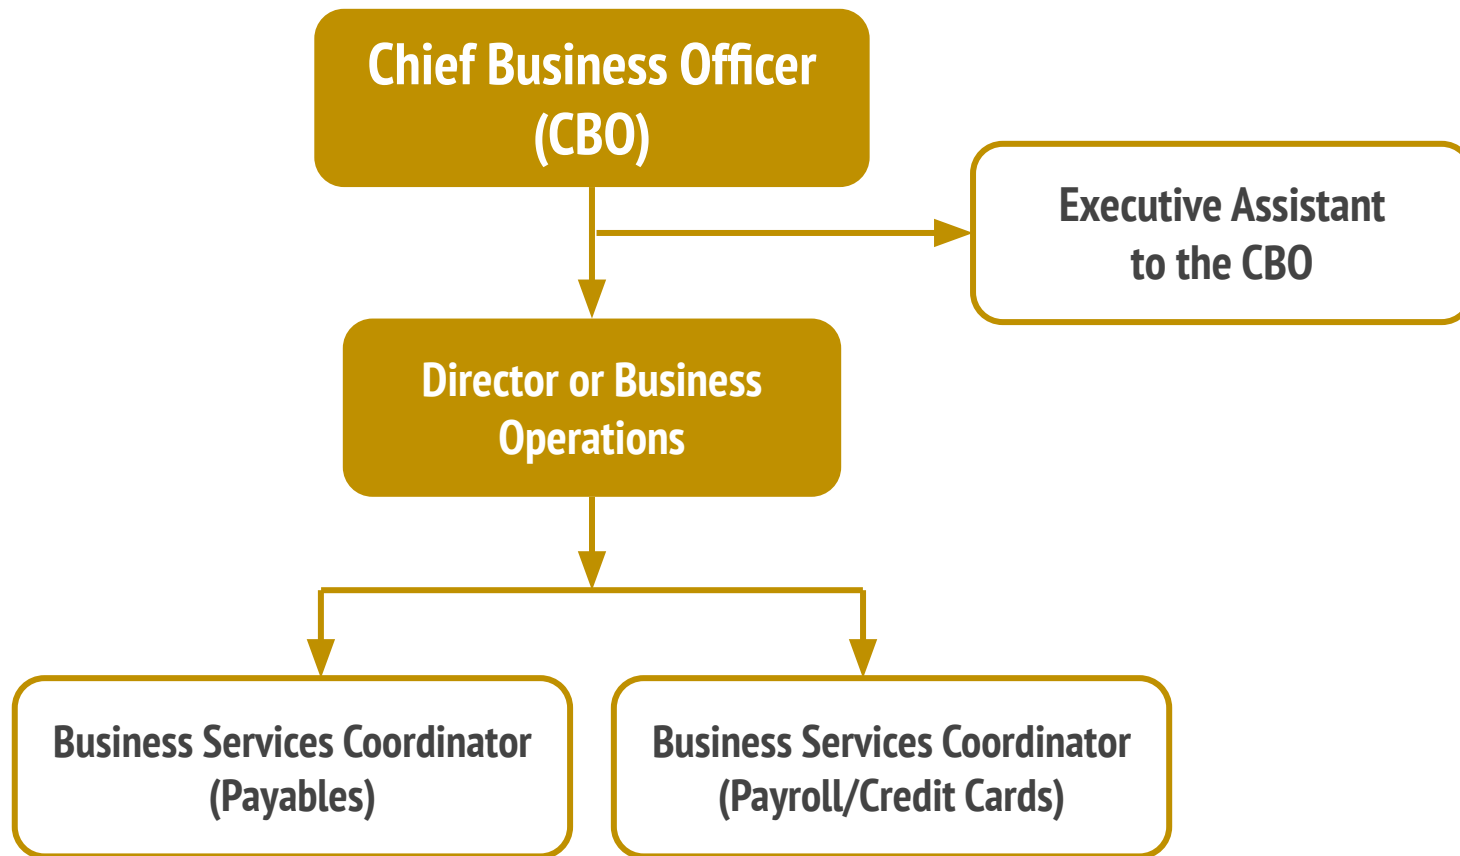 Chief Business Officer
(CBO)
Executive Assistant
to the CBO
Director or Business
Operations
Business Services Coordinator
(Payables)
Business Services Coordinator
(Payroll/Credit Cards)